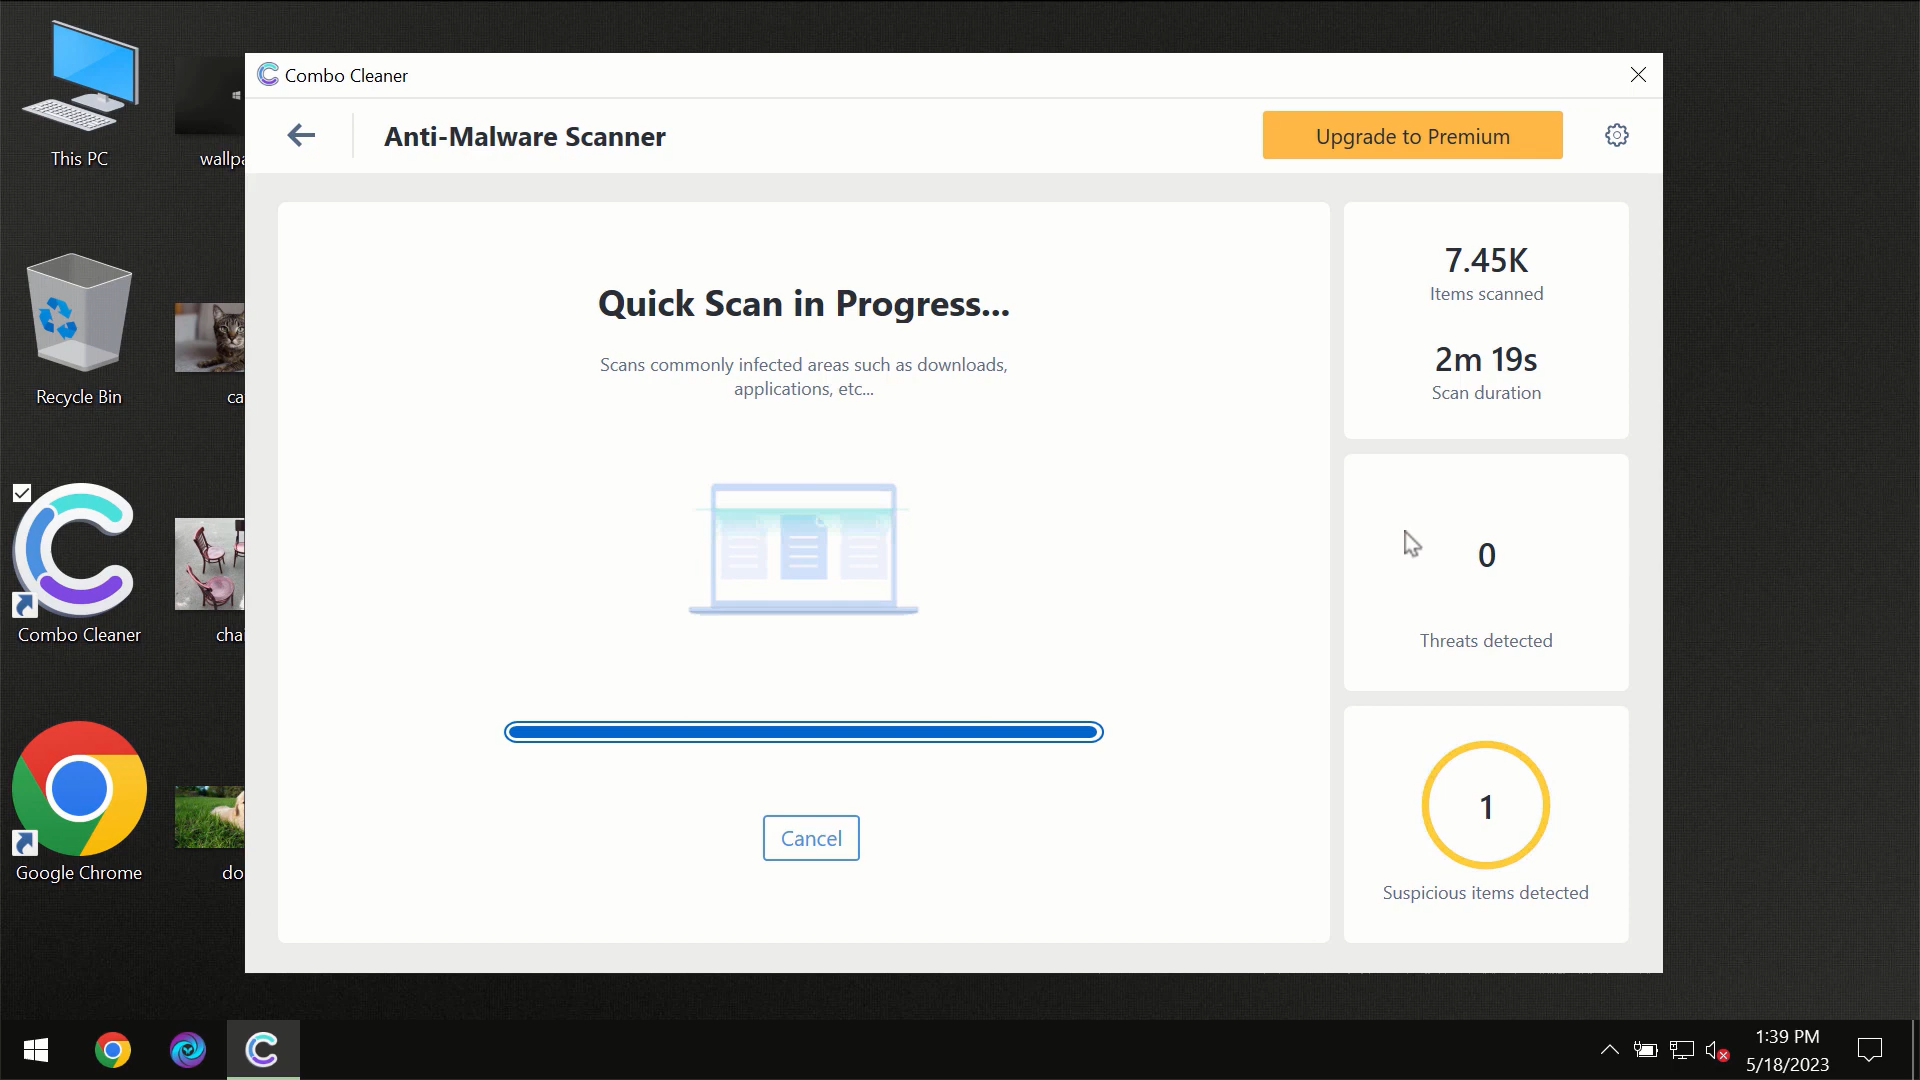 This PC
wallpa
Recycle Bin
ca
Combo Cleaner
chai
Google Chrome
do
Combo Cleaner
Anti-Malware Scanner
Upgrade to Premium
Quick Scan in Progress...
Scans commonly infected areas such as downloads,
applications, etc...
Cancel
7.45K
Items scanned
2m 19s
Scan duration
0
Threats detected
1
Suspicious items detected
1:39 PM
5/18/2023